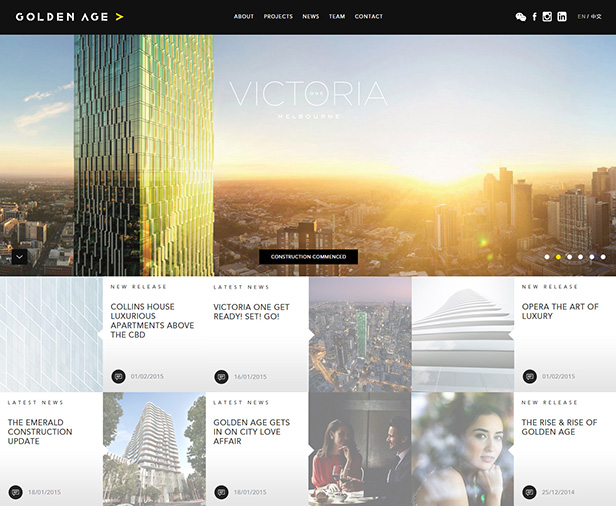 GOLDEN AGE >
ABOUT PROJECTS NEWS TEAM CONTACT
EN / 中文
VICTORIA
ONE
MELBOURNE
CONSTRUCTION COMMENCED
NEW RELEASE
COLLINS HOUSE
LUXURIOUS
APARTMENTS ABOVE
THE CBD
01/02/2015
LATEST NEWS
VICTORIA ONE GET
READY! SET! GO!
16/01/2015
NEW RELEASE
OPERA THE ART OF
LUXURY
01/02/2015
LATEST NEWS
THE EMERALD
CONSTRUCTION
UPDATE
18/01/2015
LATEST NEWS
GOLDEN AGE GETS
IN ON CITY LOVE
AFFAIR
18/01/2015
NEW RELEASE
THE RISE & RISE OF
GOLDEN AGE
25/12/2014